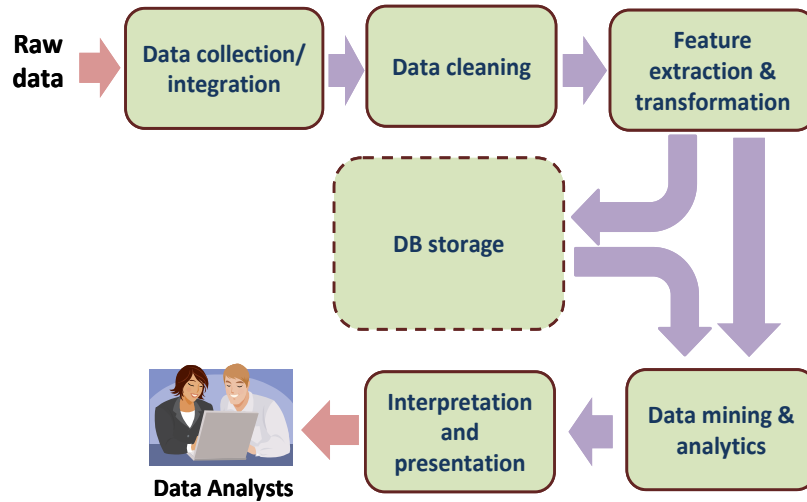 Raw
data
Data collection/
integration
Data cleaning
Feature
extraction &
transformation
DB storage
Data mining &
analytics
Interpretation
and
presentation
Data Analysts